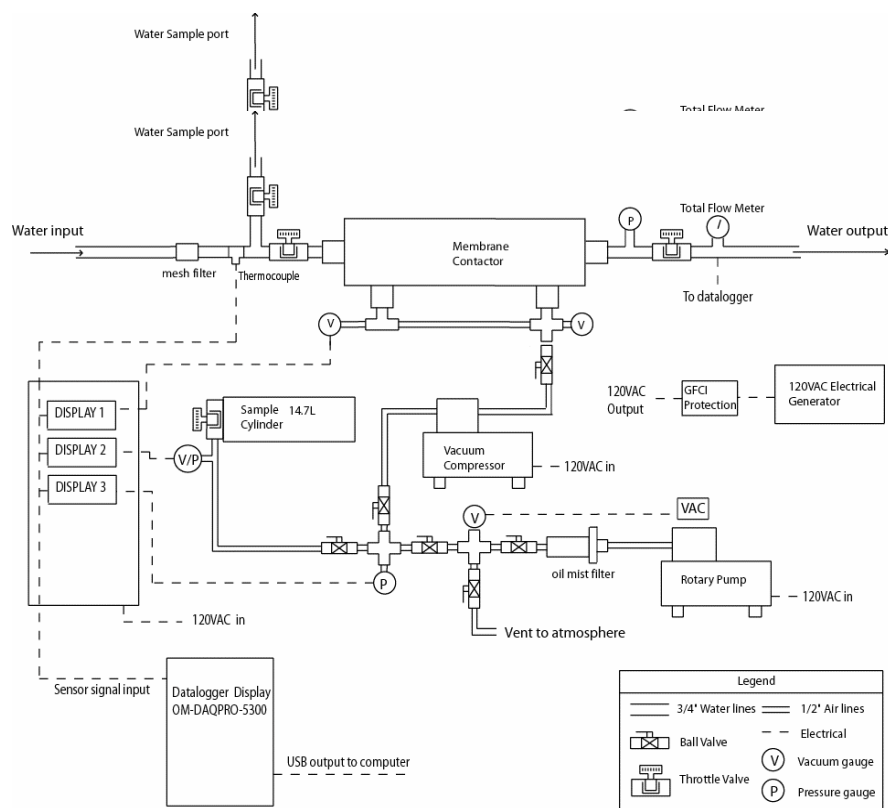 Water Sample port
Total Flow Meter
Water Sample port
Total Flow Meter
Water input
P
Water output
Membrane
Contactor
mesh filter
Thermocouple
To datalogger
V
V
120VAC
Output
GFCI
Protection
120VAC Electrical
Generator
DISPLAY 1
Sample 14.7L
Cylinder
DISPLAY 2
V/P
Vacuum
Compressor
120VAC in
DISPLAY 3
V
VAC
P
oil mist filter
Rotary Pump
120VAC in
120VAC in
Vent to atmosphere
Sensor signal input
Datalogger Display
OM-DAQPRO-5300
USB output to computer
Legend
3/4" Water lines
1/2" Air lines
Electrical
Ball Valve
V
Vacuum gauge
Throttle Valve
P
Pressure gauge